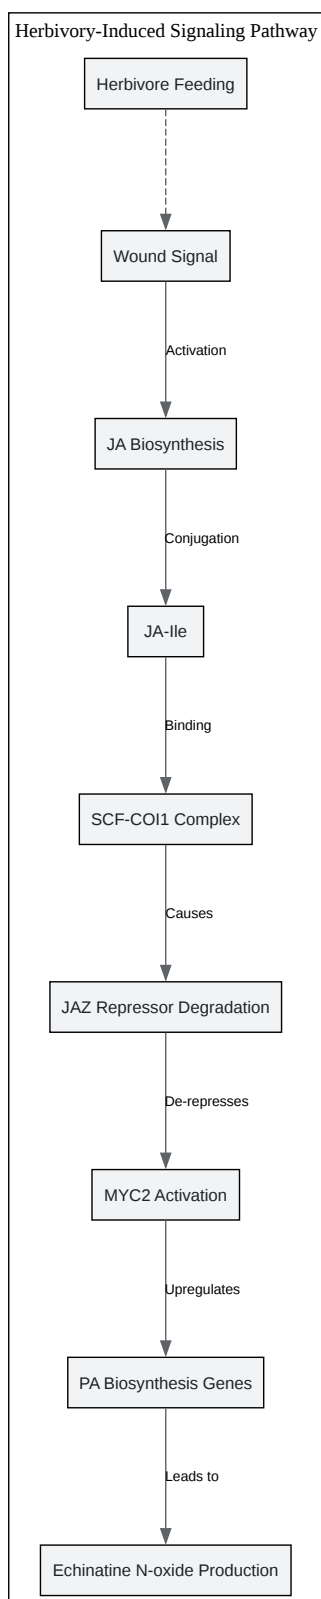 Herbivory-Induced Signaling Pathway
Herbivore Feeding
Wound Signal
Activation
JA Biosynthesis
Conjugation
JA-Ile
Binding
SCF-COI1 Complex
Causes
JAZ Repressor Degradation
De-represses
MYC2 Activation
Upregulates
PA Biosynthesis Genes
Leads to
Echinatine N-oxide Production